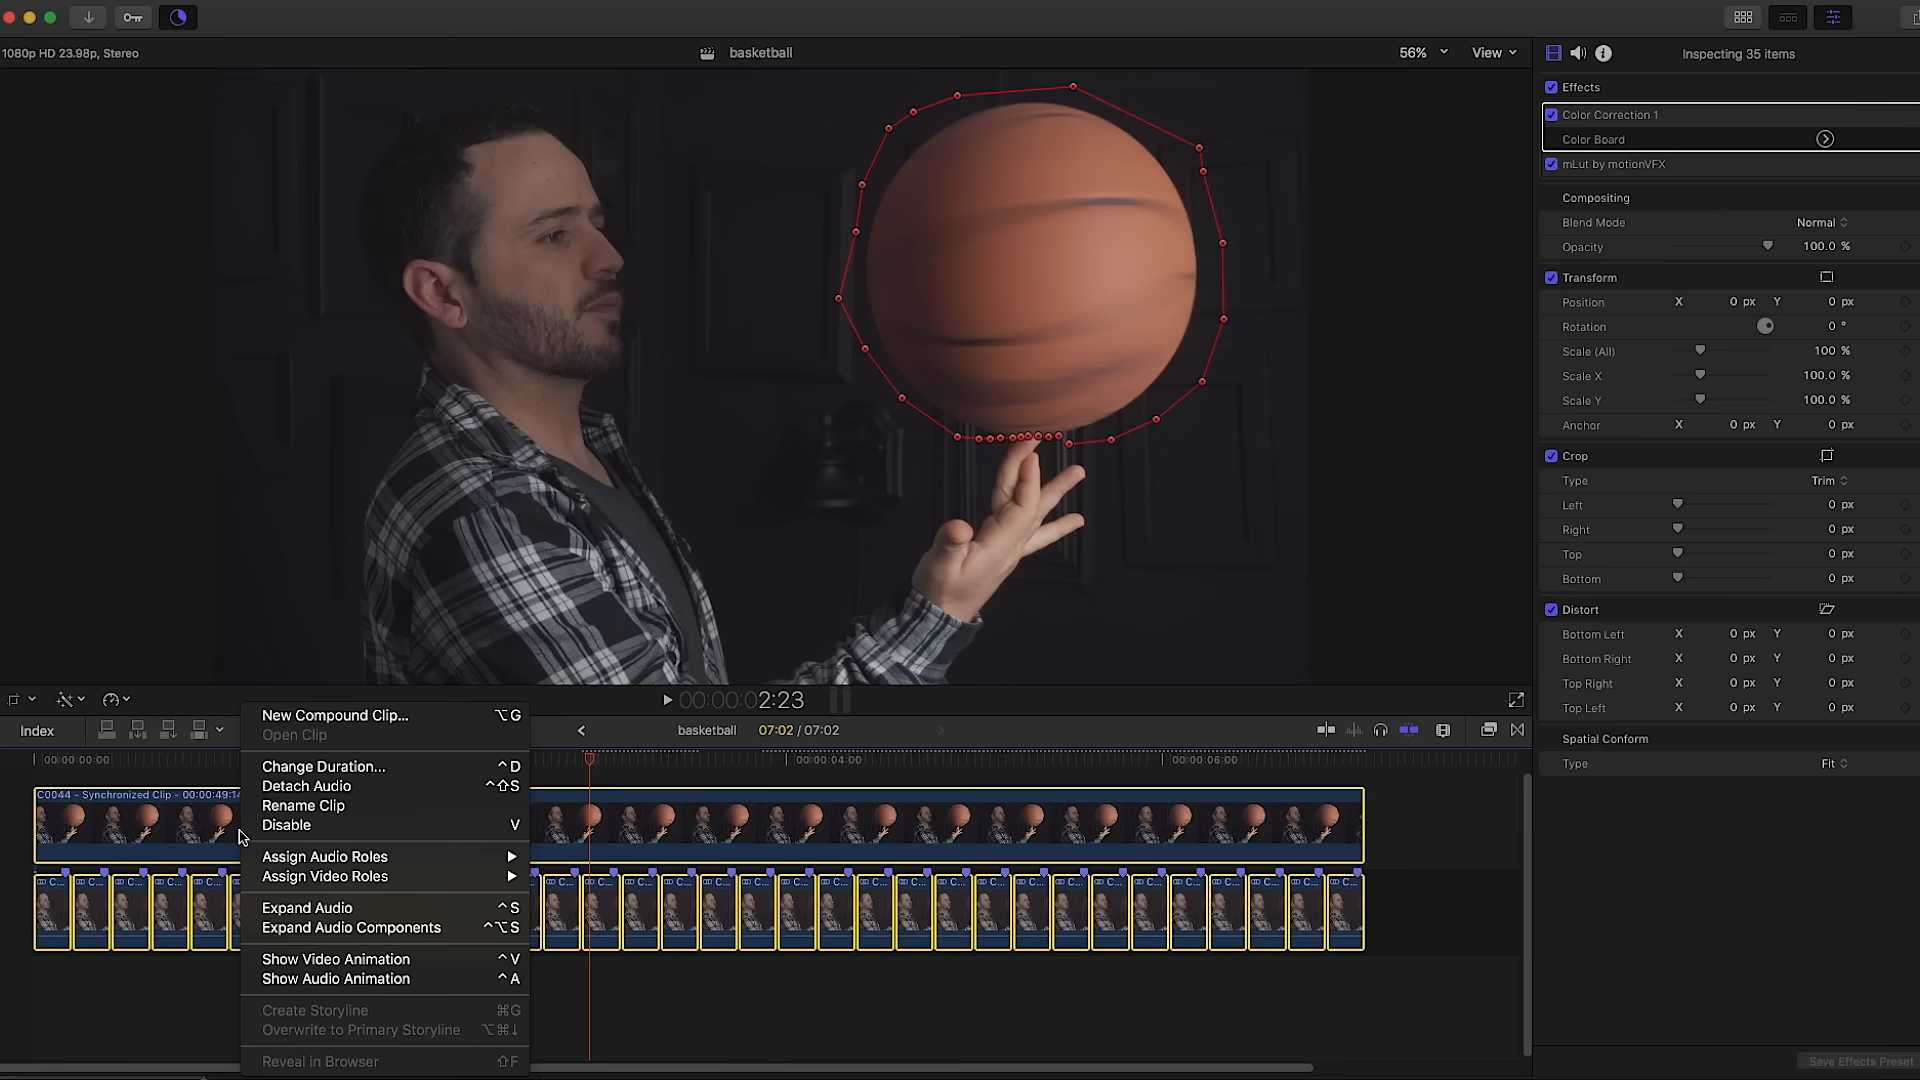 1080p HD 23.98p, Stereo
basketball
56%
View
Inspecting 35 items
Effects
Color Correction 1
Color Board
mLut by motionVFX
Compositing
Blend Mode Normal
Opacity 100.0 %
Transform
Position X 0 px Y 0 px
Rotation 0 °
Scale (All) 100 %
Scale X 100.0 %
Scale Y 100.0 %
Anchor X 0 px Y 0 px
Crop
Type Trim
Left 0 px
Right 0 px
Top 0 px
Bottom 0 px
Distort
Bottom Left X 0 px Y 0 px
Bottom Right X 0 px Y 0 px
Top Right X 0 px Y 0 px
Top Left X 0 px Y 0 px
Spatial Conform
Type Fit
Save Effects Preset
00:00:02:23
Index
basketball 07:02 / 07:02
00:00:00:00
00:00:04:00
00:00:06:00
C0044 - Synchronized Clip - 00:00:49:14
New Compound Clip... ⌥G
Open Clip
Change Duration... ^D
Detach Audio ^⇧S
Rename Clip
Disable V
Assign Audio Roles
Assign Video Roles
Expand Audio ^S
Expand Audio Components ^⌥S
Show Video Animation ^V
Show Audio Animation ^A
Create Storyline ⌘G
Overwrite to Primary Storyline ⌥⌘↓
Reveal in Browser ⇧F
C... C... C... C... C...
C... C... C... C... C... C... C... C... C... C... C... C... C... C... C... C... C... C... C... C... C...